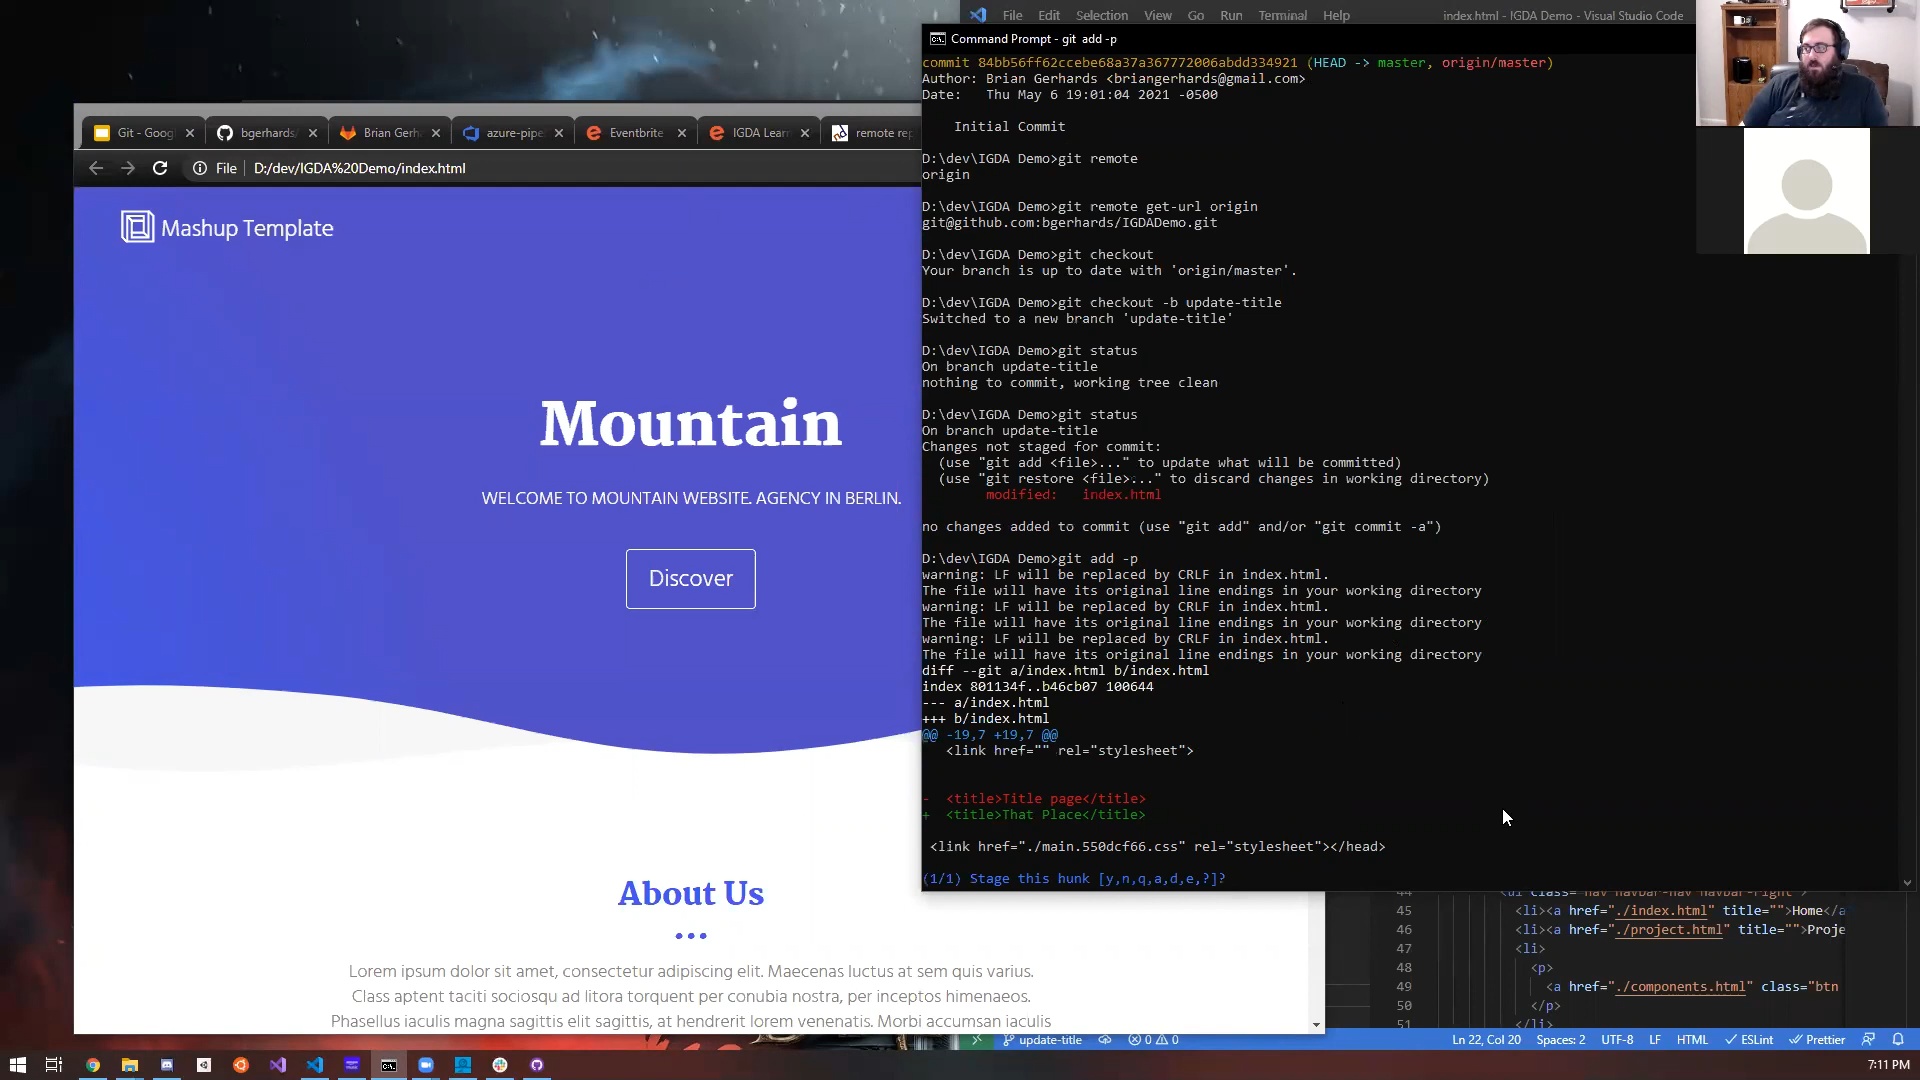 File Edit Selection View Go Run Terminal Help
index.html - IGDA Demo - Visual Studio Code
Command Prompt - git add -p
commit 84bb56ff62ccebe68a37a367772006abdd334921 (HEAD -> master, origin/master)
Author: Brian Gerhards <briangerhards@gmail.com>
Date: Thu May 6 19:01:04 2021 -0500
Initial Commit
D:\dev\IGDA Demo>git remote
origin
D:\dev\IGDA Demo>git remote get-url origin
git@github.com:bgerhards/IGDADemo.git
D:\dev\IGDA Demo>git checkout
Your branch is up to date with 'origin/master'.
D:\dev\IGDA Demo>git checkout -b update-title
Switched to a new branch 'update-title'
D:\dev\IGDA Demo>git status
On branch update-title
nothing to commit, working tree clean
D:\dev\IGDA Demo>git status
On branch update-title
Changes not staged for commit:
(use "git add <file>..." to update what will be committed)
(use "git restore <file>..." to discard changes in working directory)
modified: index.html
no changes added to commit (use "git add" and/or "git commit -a")
D:\dev\IGDA Demo>git add -p
warning: LF will be replaced by CRLF in index.html.
The file will have its original line endings in your working directory
warning: LF will be replaced by CRLF in index.html.
The file will have its original line endings in your working directory
warning: LF will be replaced by CRLF in index.html.
The file will have its original line endings in your working directory
diff --git a/index.html b/index.html
index 801134f..b46cb07 100644
--- a/index.html
+++ b/index.html
@@ -19,7 +19,7 @@
<link href="" rel="stylesheet">
- <title>Title page</title>
+ <title>That Place</title>
<link href="./main.550dcf66.css" rel="stylesheet"></head>
(1/1) Stage this hunk [y,n,q,a,d,e,?]?
Git - Goog
bgerhards/
Brian Gerh
azure-pipe
Eventbrite
IGDA Lear
remote rep
File D:/dev/IGDA%20Demo/index.html
Mashup Template
Mountain
WELCOME TO MOUNTAIN WEBSITE. AGENCY IN BERLIN.
Discover
About Us
Lorem ipsum dolor sit amet, consectetur adipiscing elit. Maecenas luctus at sem quis varius.
Class aptent taciti sociosqu ad litora torquent per conubia nostra, per inceptos himenaeos.
Phasellus iaculis magna sagittis elit sagittis, at hendrerit lorem venenatis. Morbi accumsan iaculis
44 <ul class="nav navbar-nav navbar-right">
45 <li><a href="./index.html" title="">Home</a
46 <li><a href="./project.html" title="">Proje
47 <li>
48 <p>
49 <a href="./components.html" class="btn
50 </p>
51 </li>
update-title 0 0
Ln 22, Col 20 Spaces: 2 UTF-8 LF HTML ESLint Prettier
7:11 PM